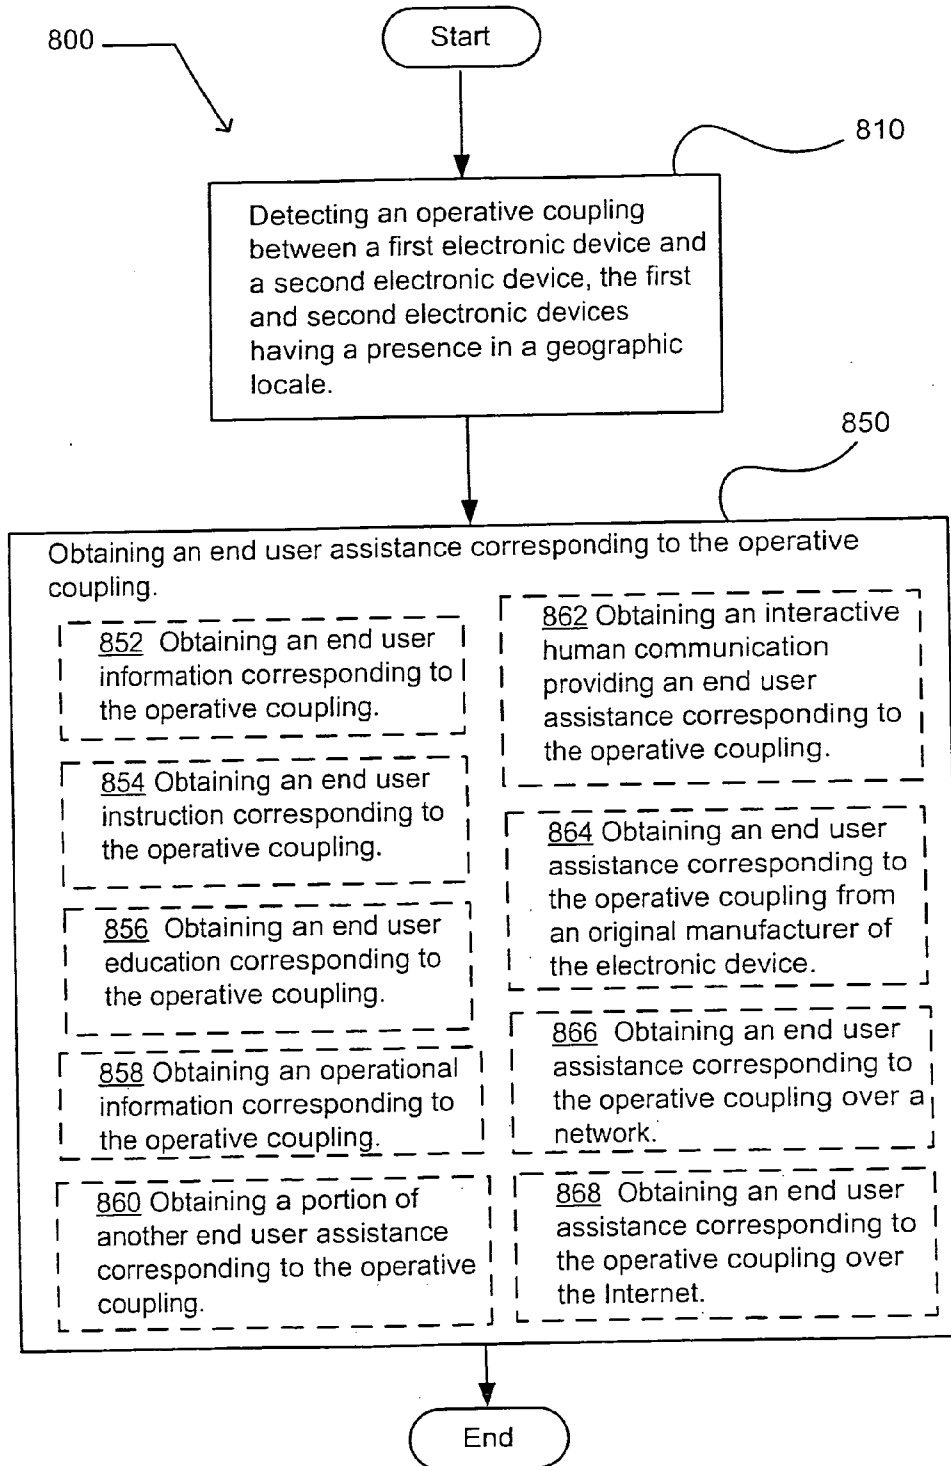 800
Start
810
Detecting an operative coupling
between a first electronic device and
a second electronic device, the first
and second electronic devices
having a presence in a geographic
locale.
850
Obtaining an end user assistance corresponding to the operative
coupling.
852 Obtaining an end user
information corresponding to
the operative coupling.
854 Obtaining an end user
instruction corresponding to
the operative coupling.
856 Obtaining an end user
education corresponding to
the operative coupling.
858 Obtaining an operational
information corresponding to
the operative coupling.
860 Obtaining a portion of
another end user assistance
corresponding to the operative
coupling.
862 Obtaining an interactive
human communication
providing an end user
assistance corresponding to
the operative coupling.
864 Obtaining an end user
assistance corresponding to
the operative coupling from
an original manufacturer of
the electronic device.
866 Obtaining an end user
assistance corresponding to
the operative coupling over a
network.
868 Obtaining an end user
assistance corresponding to
the operative coupling over
the Internet.
End